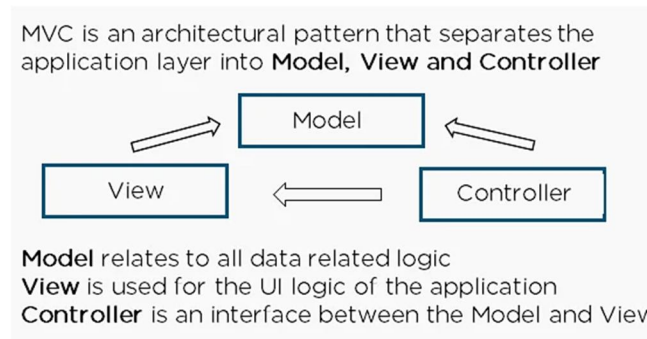 MVC is an architectural pattern that separates the
application layer into Model, View and Controller
Model
View
Controller
Model relates to all data related logic
View is used for the UI logic of the application
Controller is an interface between the Model and View